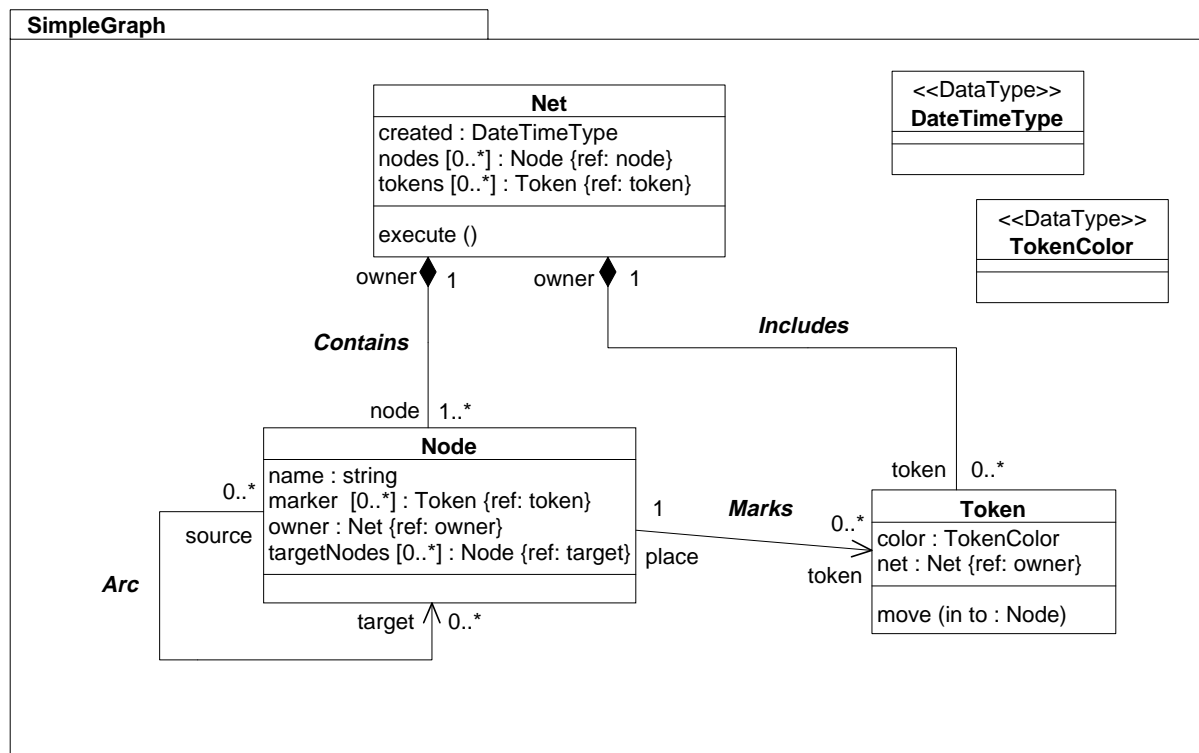 SimpleGraph
Net
created : DateTimeType
nodes [0..*] : Node {ref: node}
tokens [0..*] : Token {ref: token}
execute ()
<<DataType>>
DateTimeType
<<DataType>>
TokenColor
owner
1
owner
1
Contains
Includes
node
1..*
token
0..*
Node
name : string
marker [0..*] : Token {ref: token}
owner : Net {ref: owner}
targetNodes [0..*] : Node {ref: target}
0..*
source
Arc
target
0..*
1
place
Marks
0..*
token
Token
color : TokenColor
net : Net {ref: owner}
move (in to : Node)